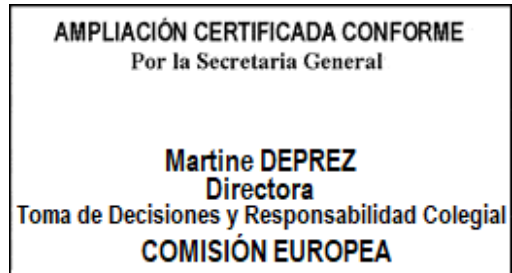 AMPLIACIÓN CERTIFICADA CONFORME
Por la Secretaria General
Martine DEPREZ
Directora
Toma de Decisiones y Responsabilidad Colegial
COMISIÓN EUROPEA